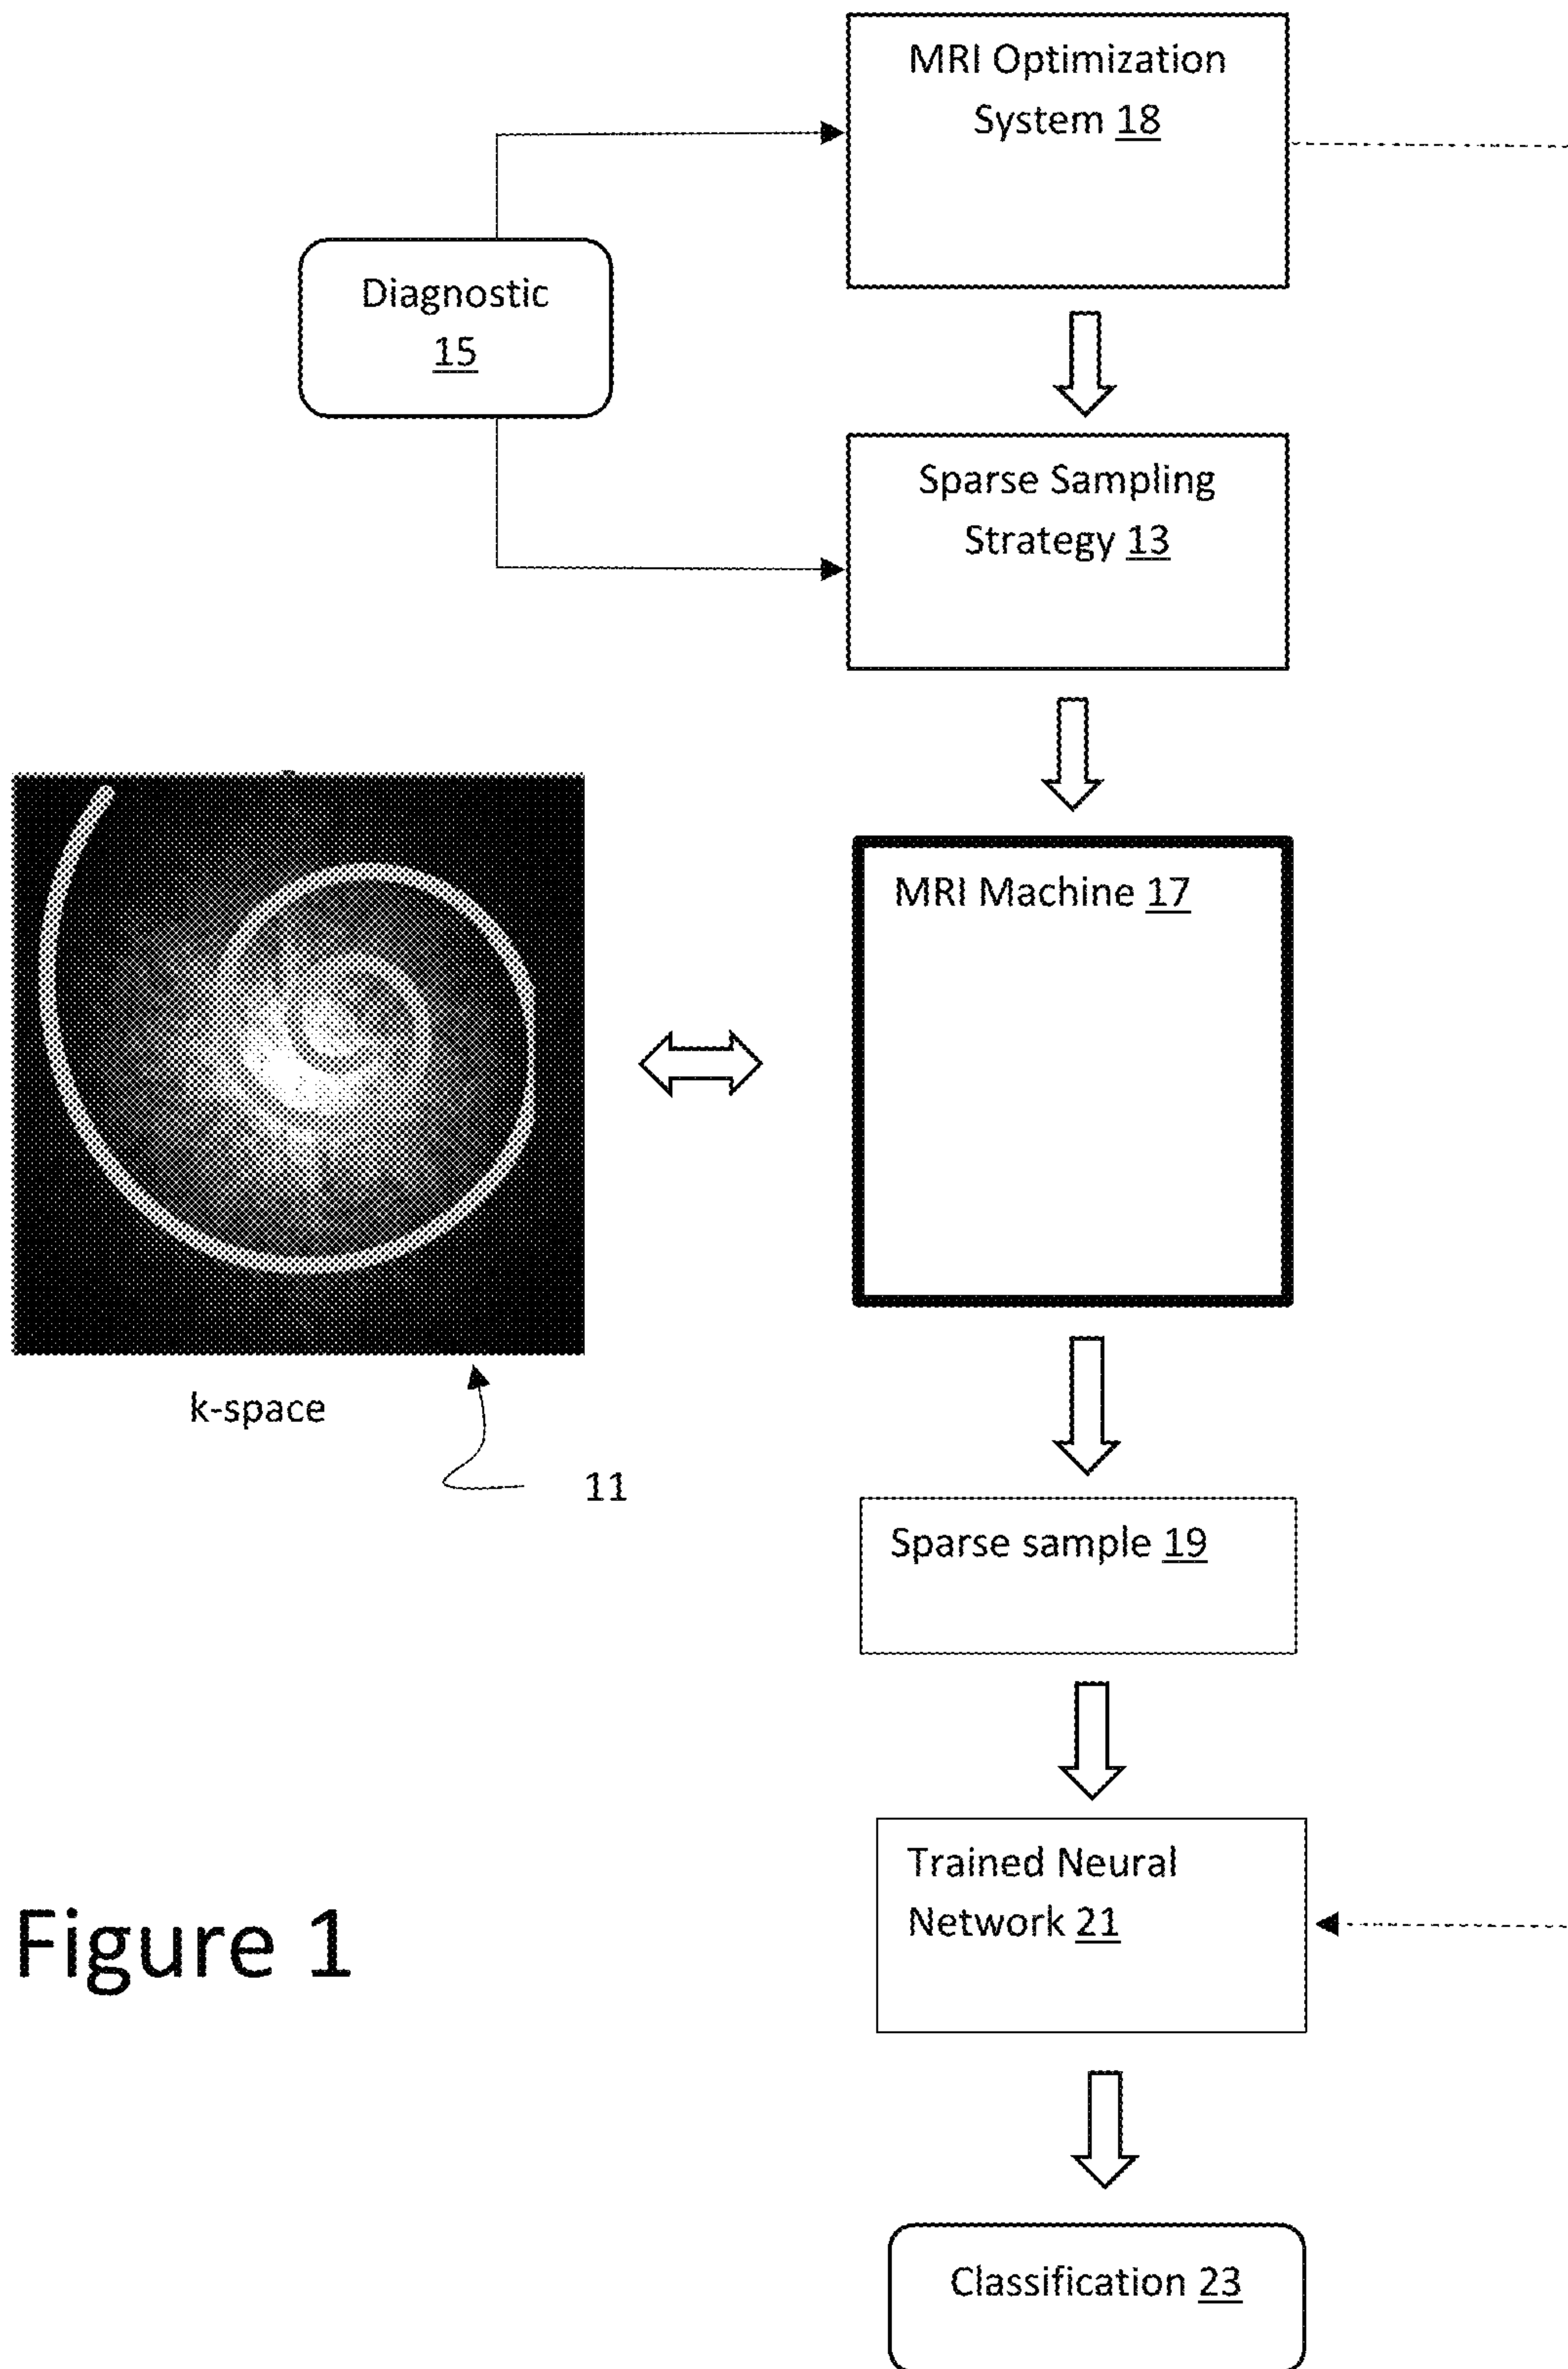 MRI Optimization
System 18
Diagnostic
15
Sparse Sampling
Strategy 13
MRI Machine 17
k-space
11
Sparse sample 19
Trained Neural
Network 21
Figure 1
Classification 23